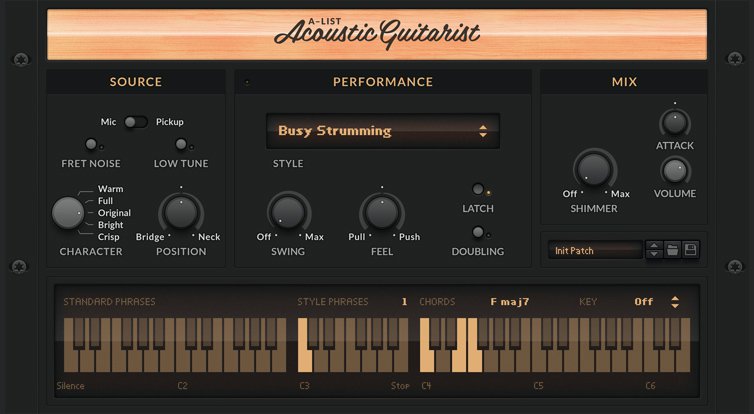 A-LIST
Acoustic Guitarist
SOURCE
PERFORMANCE
MIX
Mic
Pickup
FRET NOISE
LOW TUNE
Warm
Full
Original
Bright
Crisp
CHARACTER
Bridge
Neck
POSITION
Busy Strumming
STYLE
Off
Max
SWING
Pull
Push
FEEL
LATCH
DOUBLING
ATTACK
Off
Max
SHIMMER
VOLUME
Init Patch
STANDARD PHRASES
STYLE PHRASES 1
CHORDS F maj7
KEY Off
Silence
C2
C3
Stop
C4
C5
C6